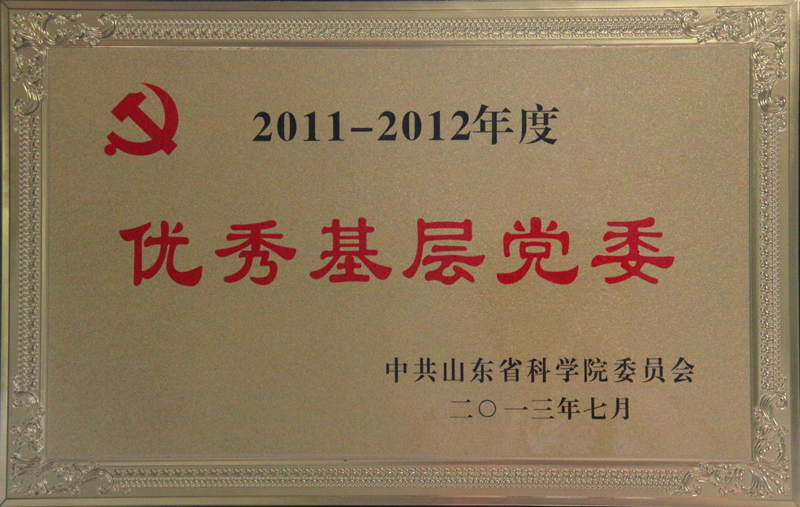 2011-2012年度
优秀基层党委
中共山东省科学院委员会
二〇一三年七月